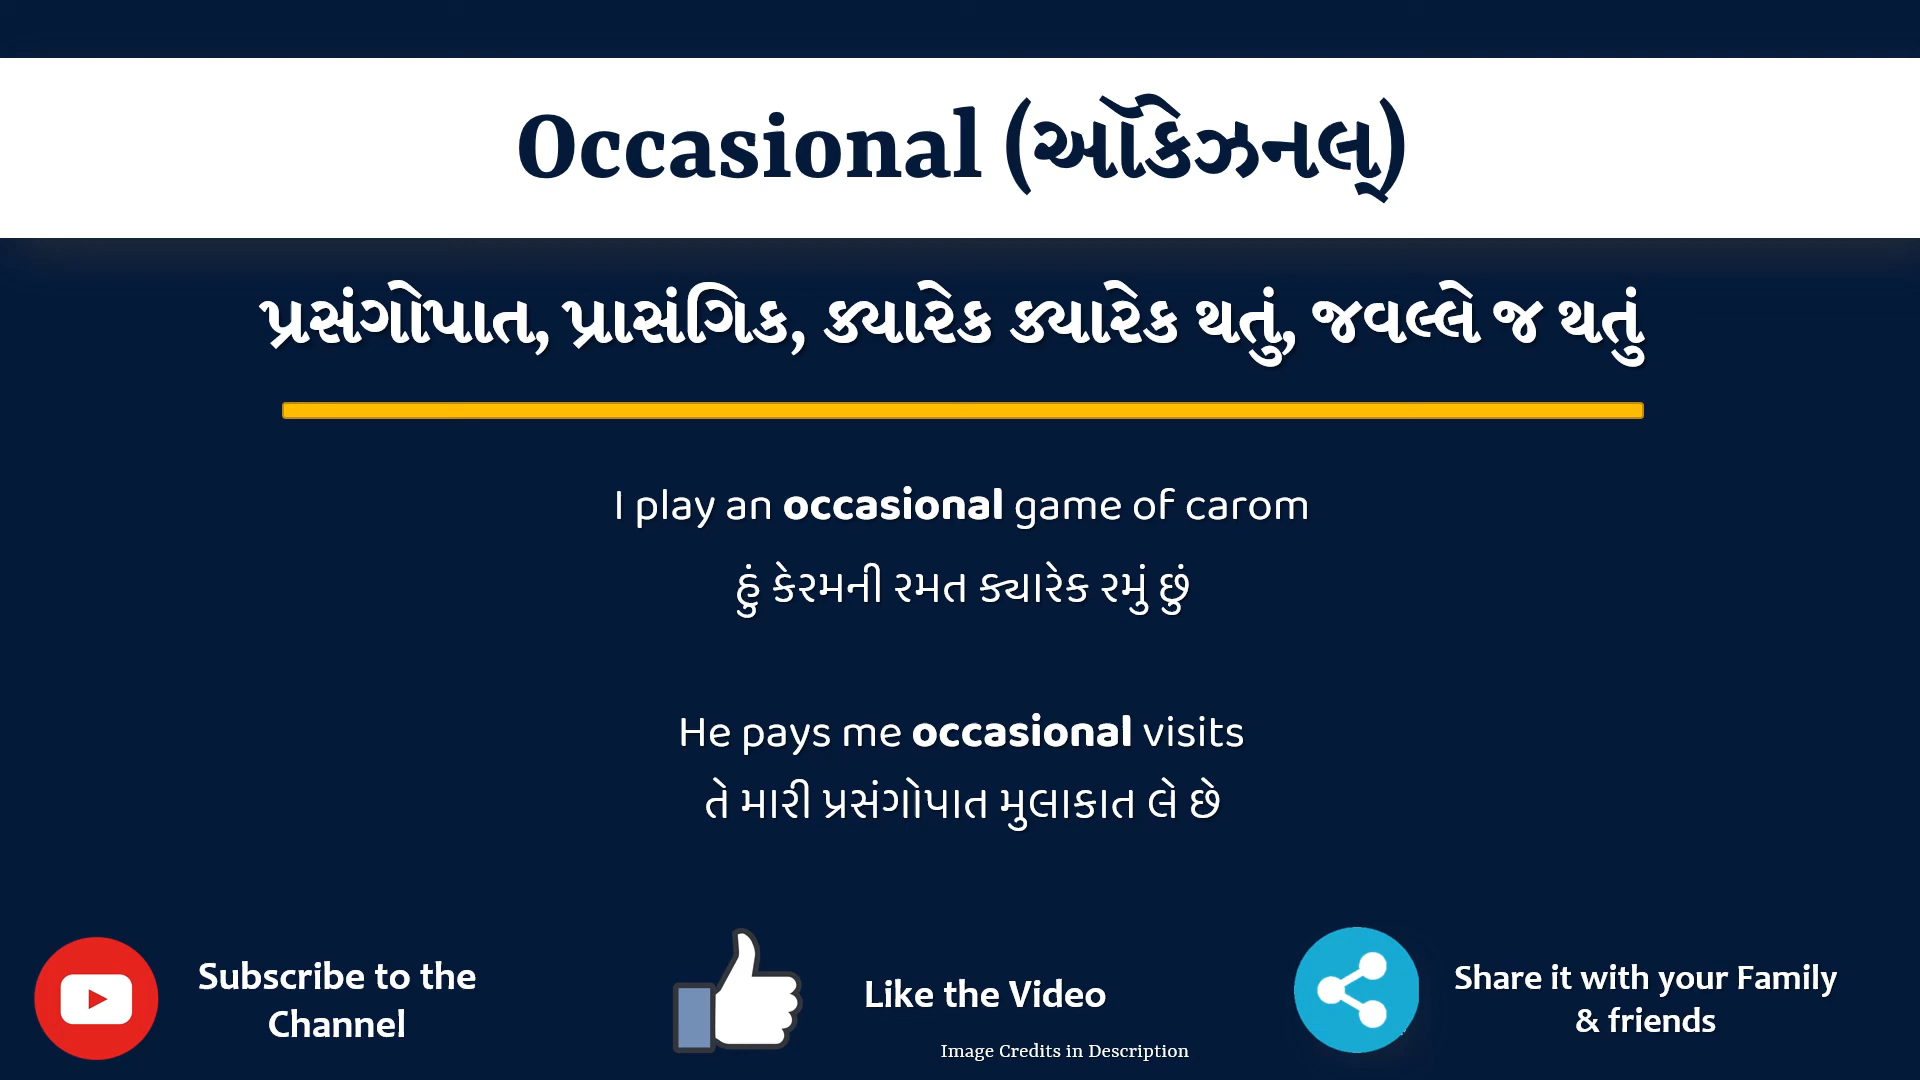 Occasional (ઑકેઝનલ્)
પ્રસંગોપાત, પ્રાસંગિક, ક્યારેક ક્યારેક થતું, જવલ્લે જ થતું
I play an occasional game of carom
હું કેરમની રમત ક્યારેક રમું છું
He pays me occasional visits
તે મારી પ્રસંગોપાત મુલાકાત લે છે
Subscribe to the
Channel
Like the Video
Share it with your Family
& friends
Image Credits in Description